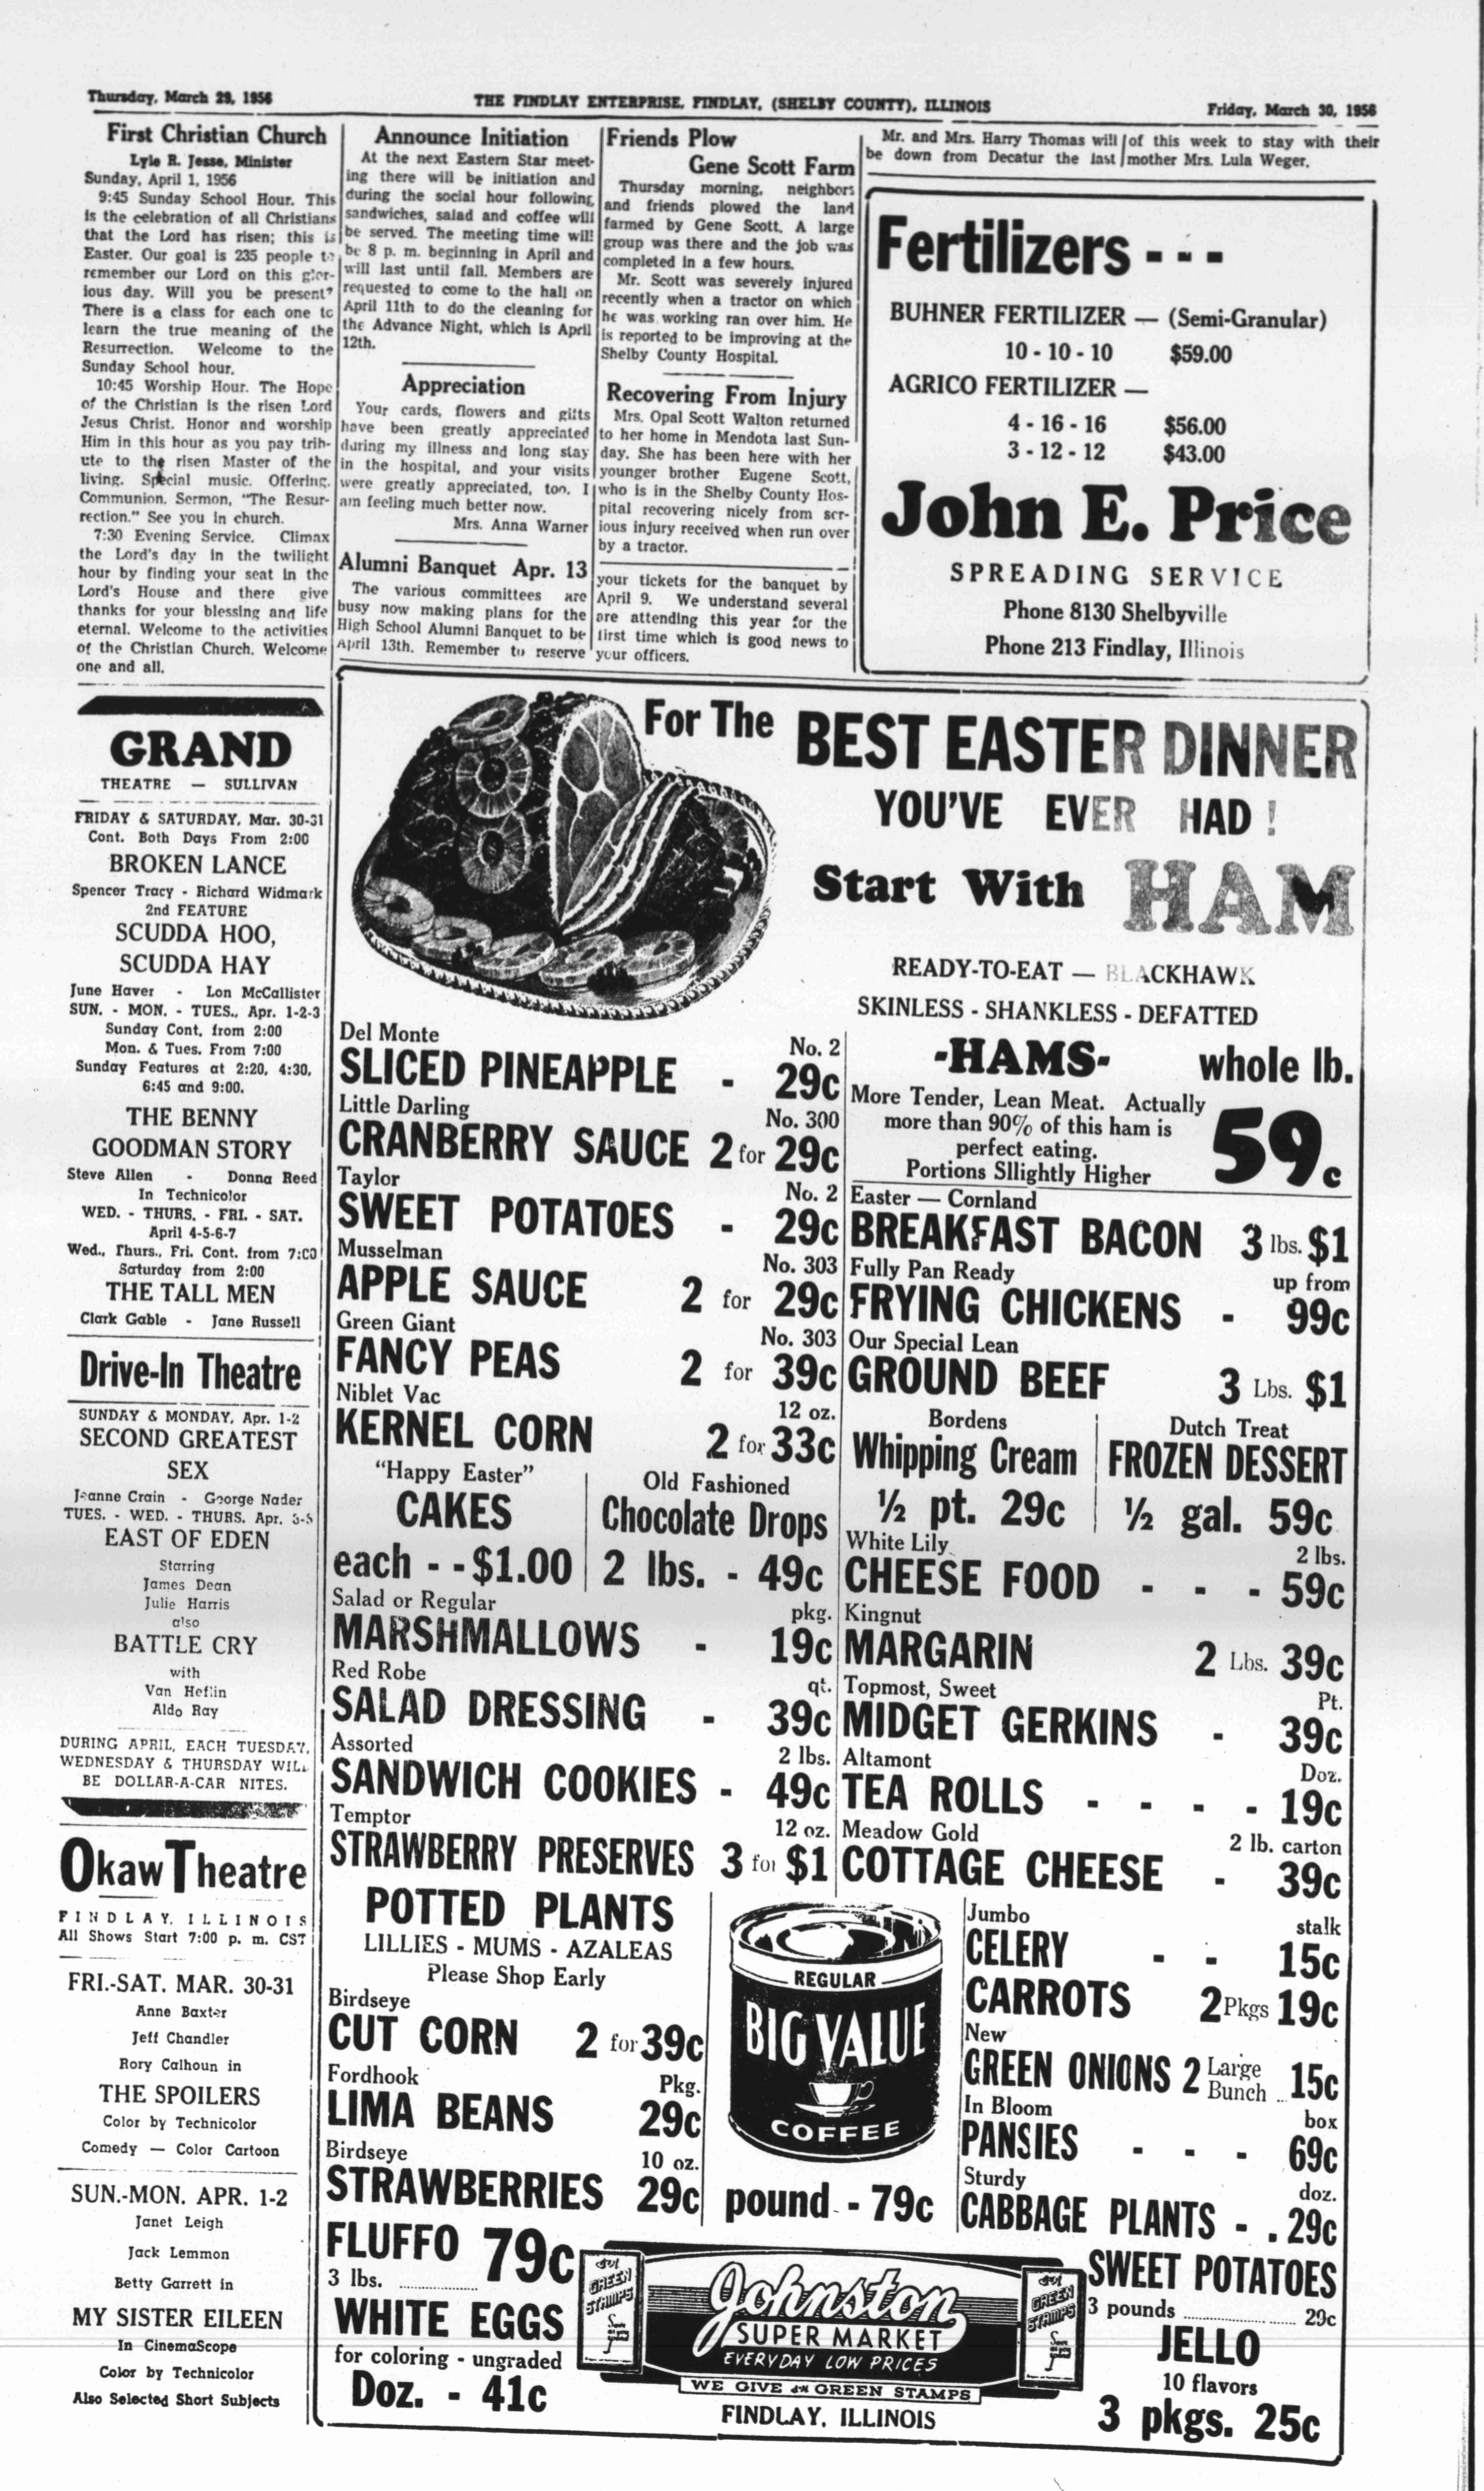 Thursday, March 29, 1956
THE FINDLAY ENTERPRISE, FINDLAY, (SHELBY COUNTY), ILLINOIS
Friday, March 30, 1956
First Christian Church
Lyle R. Jesse, Minister
Sunday, April 1, 1956
9:45 Sunday School Hour. This
is the celebration of all Christians
that the Lord has risen; this is
Easter. Our goal is 235 people to
remember our Lord on this glor-
ious day. Will you be present?
There is a class for each one to
learn the true meaning of the
Resurrection. Welcome to the
Sunday School hour.
10:45 Worship Hour. The Hope
of the Christian is the risen Lord
Jesus Christ. Honor and worship
Him in this hour as you pay trib-
ute to the risen Master of the
living. Special music. Offering.
Communion. Sermon, "The Resur-
rection." See you in church.
7:30 Evening Service. Climax
the Lord's day in the twilight
hour by finding your seat in the
Lord's House and there give
thanks for your blessing and life
eternal. Welcome to the activities
of the Christian Church. Welcome
one and all.
Announce Initiation
At the next Eastern Star meet-
ing there will be initiation and
during the social hour following
sandwiches, salad and coffee will
be served. The meeting time will
be 8 p. m. beginning in April and
will last until fall. Members are
requested to come to the hall on
April 11th to do the cleaning for
the Advance Night, which is April
12th.
Appreciation
Your cards, flowers and gifts
have been greatly appreciated
during my illness and long stay
in the hospital, and your visits
were greatly appreciated, too. I
am feeling much better now.
Mrs. Anna Warner
Alumni Banquet Apr. 13
The various committees are
busy now making plans for the
High School Alumni Banquet to be
April 13th. Remember to reserve
Friends Plow
Gene Scott Farm
Thursday morning, neighbors
and friends plowed the land
farmed by Gene Scott. A large
group was there and the job was
completed in a few hours.
Mr. Scott was severely injured
recently when a tractor on which
he was working ran over him. He
is reported to be improving at the
Shelby County Hospital.
Recovering From Injury
Mrs. Opal Scott Walton returned
to her home in Mendota last Sun-
day. She has been here with her
younger brother Eugene Scott,
who is in the Shelby County Hos-
pital recovering nicely from ser-
ious injury received when run over
by a tractor.
your tickets for the banquet by
April 9. We understand several
are attending this year for the
first time which is good news to
your officers.
Mr. and Mrs. Harry Thomas will
be down from Decatur the last
of this week to stay with their
mother Mrs. Lula Weger.
Fertilizers - - -
BUHNER FERTILIZER — (Semi-Granular)
10 - 10 - 10 $59.00
AGRICO FERTILIZER —
4 - 16 - 16 $56.00
3 - 12 - 12 $43.00
John E. Price
SPREADING SERVICE
Phone 8130 Shelbyville
Phone 213 Findlay, Illinois
GRAND
THEATRE — SULLIVAN
FRIDAY & SATURDAY, Mar. 30-31
Cont. Both Days From 2:00
BROKEN LANCE
Spencer Tracy - Richard Widmark
2nd FEATURE
SCUDDA HOO,
SCUDDA HAY
June Haver - Lon McCallister
SUN. - MON. - TUES., Apr. 1-2-3
Sunday Cont. from 2:00
Mon. & Tues. From 7:00
Sunday Features at 2:20, 4:30,
6:45 and 9:00.
THE BENNY
GOODMAN STORY
Steve Allen - Donna Reed
In Technicolor
WED. - THURS. - FRI. - SAT.
April 4-5-6-7
Wed., Thurs., Fri. Cont. from 7:00
Saturday from 2:00
THE TALL MEN
Clark Gable - Jane Russell
Drive-In Theatre
SUNDAY & MONDAY, Apr. 1-2
SECOND GREATEST
SEX
Jeanne Crain - George Nader
TUES. - WED. - THURS. Apr. 3-5
EAST OF EDEN
Starring
James Dean
Julie Harris
also
BATTLE CRY
with
Van Heflin
Aldo Ray
DURING APRIL, EACH TUESDAY,
WEDNESDAY & THURSDAY WILL
BE DOLLAR-A-CAR NITES.
Okaw Theatre
FINDLAY, ILLINOIS
All Shows Start 7:00 p. m. CST
FRI.-SAT. MAR. 30-31
Anne Baxter
Jeff Chandler
Rory Calhoun in
THE SPOILERS
Color by Technicolor
Comedy — Color Cartoon
SUN.-MON. APR. 1-2
Janet Leigh
Jack Lemmon
Betty Garrett in
MY SISTER EILEEN
In CinemaScope
Color by Technicolor
Also Selected Short Subjects
For The BEST EASTER DINNER
YOU'VE EVER HAD !
Start With HAM
READY-TO-EAT — BLACKHAWK
SKINLESS - SHANKLESS - DEFATTED
-HAMS- whole lb.
More Tender, Lean Meat. Actually
more than 90% of this ham is
perfect eating.
Portions Sllightly Higher
59c
Del Monte No. 2
SLICED PINEAPPLE - 29c
Little Darling No. 300
CRANBERRY SAUCE 2 for 29c
Taylor No. 2
SWEET POTATOES - 29c
Musselman No. 303
APPLE SAUCE 2 for 29c
Green Giant No. 303
FANCY PEAS 2 for 39c
Niblet Vac 12 oz.
KERNEL CORN 2 for 33c
"Happy Easter"
CAKES
each - - $1.00
Old Fashioned
Chocolate Drops
2 lbs. - 49c
Salad or Regular pkg.
MARSHMALLOWS - 19c
Red Robe qt.
SALAD DRESSING - 39c
Assorted 2 lbs.
SANDWICH COOKIES - 49c
Temptor 12 oz.
STRAWBERRY PRESERVES 3 for $1
Easter — Cornland
BREAKFAST BACON 3 lbs. $1
Fully Pan Ready up from
FRYING CHICKENS - 99c
Our Special Lean
GROUND BEEF 3 Lbs. $1
Bordens
Whipping Cream
½ pt. 29c
Dutch Treat
FROZEN DESSERT
½ gal. 59c
White Lily 2 lbs.
CHEESE FOOD - - - 59c
Kingnut
MARGARIN 2 Lbs. 39c
Topmost, Sweet Pt.
MIDGET GERKINS - 39c
Altamont Doz.
TEA ROLLS - - - - 19c
Meadow Gold 2 lb. carton
COTTAGE CHEESE - 39c
POTTED PLANTS
LILLIES - MUMS - AZALEAS
Please Shop Early
Birdseye
CUT CORN 2 for 39c
Fordhook Pkg.
LIMA BEANS 29c
Birdseye 10 oz.
STRAWBERRIES 29c
REGULAR
BIG VALUE
COFFEE
pound - - 79c
Jumbo stalk
CELERY - - 15c
CARROTS 2 Pkgs 19c
New
GREEN ONIONS 2 Large Bunch .. 15c
In Bloom box
PANSIES - - - 69c
Sturdy doz.
CABBAGE PLANTS - . 29c
FLUFFO 79c
3 lbs.
WHITE EGGS
for coloring - ungraded
Doz. - 41c
GREEN
STAMPS
Johnston
SUPER MARKET
EVERYDAY LOW PRICES
WE GIVE S&H GREEN STAMPS
FINDLAY, ILLINOIS
GREEN
STAMPS
SWEET POTATOES
3 pounds 29c
JELLO
10 flavors
3 pkgs. 25c